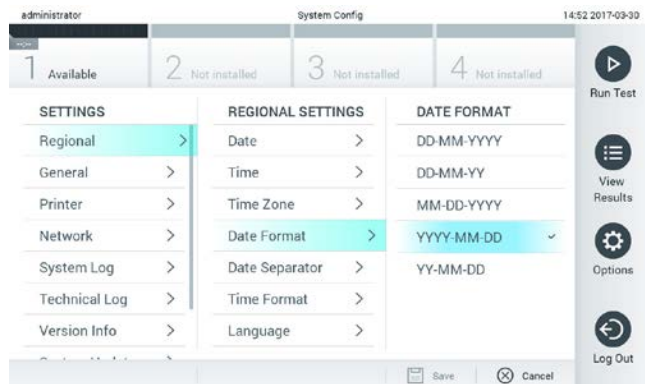 administrator System Config 14:52 2017-03-30
1 Available 2 Not installed 3 Not installed 4 Not installed
Run Test
SETTINGS
Regional
General
Printer
Network
System Log
Technical Log
Version Info
REGIONAL SETTINGS
Date
Time
Time Zone
Date Format
Date Separator
Time Format
Language
DATE FORMAT
DD-MM-YYYY
DD-MM-YY
MM-DD-YYYY
YYYY-MM-DD
YY-MM-DD
View
Results
Options
Log Out
Save Cancel